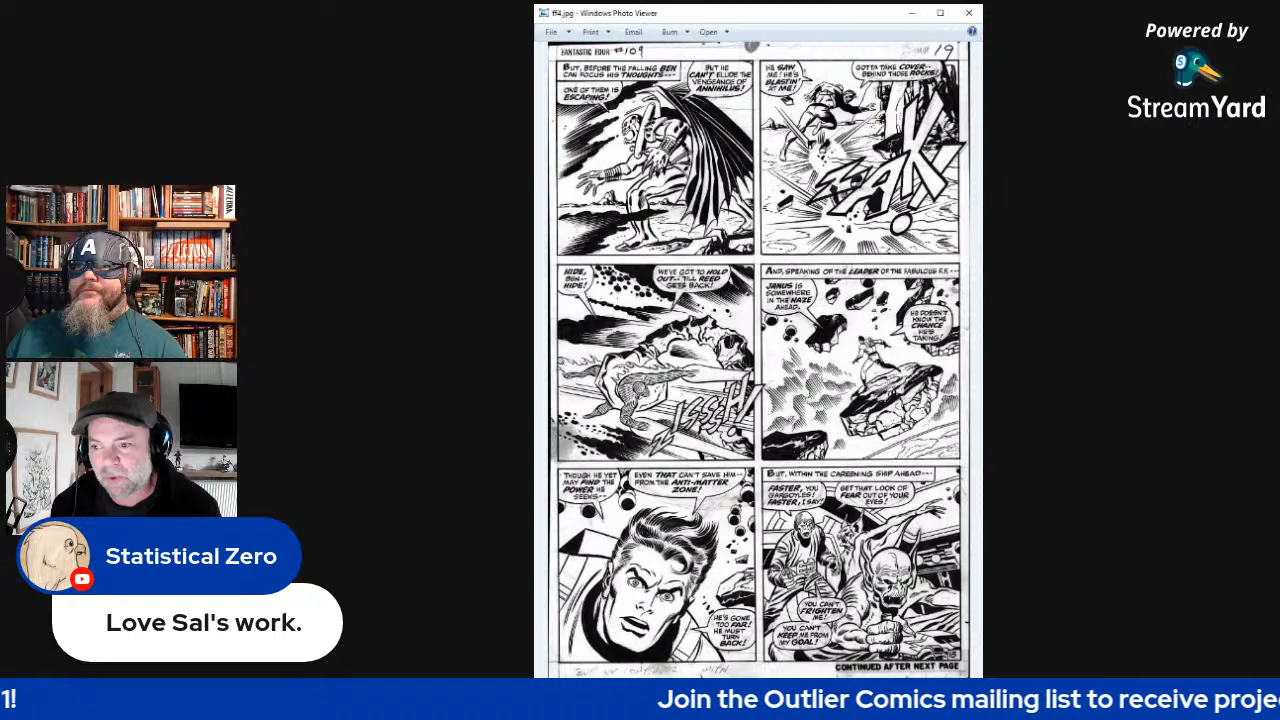 ff4.jpg - Windows Photo Viewer
File Print Email Burn Open
Powered by
StreamYard
FANTASTIC FOUR #109
19
BUT, BEFORE THE FALLING BEN
CAN FOCUS HIS THOUGHTS---
ONE OF THEM IS
ESCAPING!
BUT HE
CAN'T ELUDE THE
VENGEANCE OF
ANNIHILUS!
HE SAW
ME! HE'S
BLASTIN'
AT ME!
GOTTA TAKE COVER--
BEHIND THOSE ROCKS!
ZAK
HIDE,
BEN--
HIDE!
WE'VE GOT TO HOLD
OUT-- TILL REED
GETS BACK!
AND, SPEAKING OF THE LEADER OF THE FABULOUS F.F.---
JANUS IS
SOMEWHERE
IN THE HAZE
AHEAD.
HE DOESN'T
KNOW THE
CHANCE
HE'S
TAKING!
THOUGH HE YET
MAY FIND THE
POWER HE
SEEKS--
EVEN THAT CAN'T SAVE HIM--
FROM THE ANTI-MATTER
ZONE!
HE'S GONE
TOO FAR!
HE MUST
TURN
BACK!
BUT, WITHIN THE CAREENING SHIP AHEAD---
FASTER, YOU
GARGOYLES!
FASTER, I SAY!
GET THAT LOOK OF
FEAR OUT OF YOUR
EYES!
YOU CAN'T
FRIGHTEN
ME!
YOU CAN'T
KEEP ME FROM
MY GOAL!
CONTINUED AFTER NEXT PAGE
A
Statistical Zero
Love Sal's work.
1!
Join the Outlier Comics mailing list to receive proje